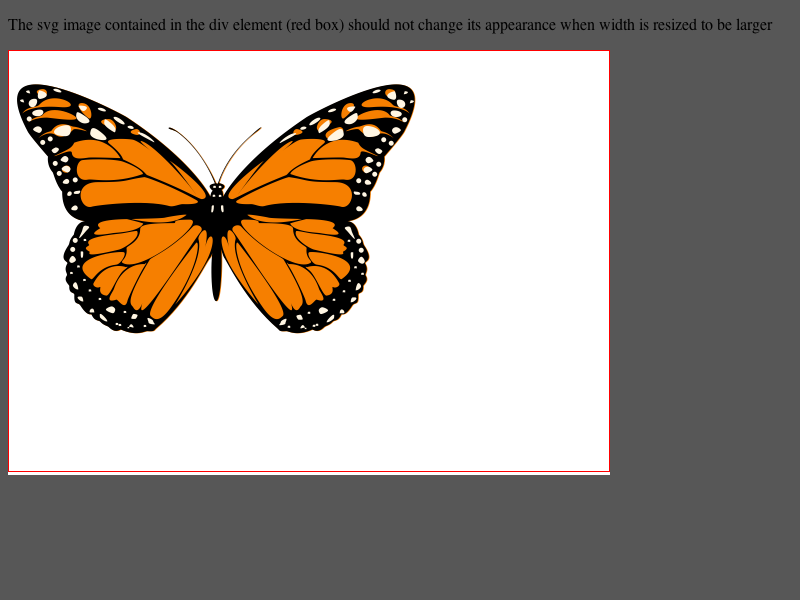 The svg image contained in the div element (red box) should not change its appearance when width is resized to be larger